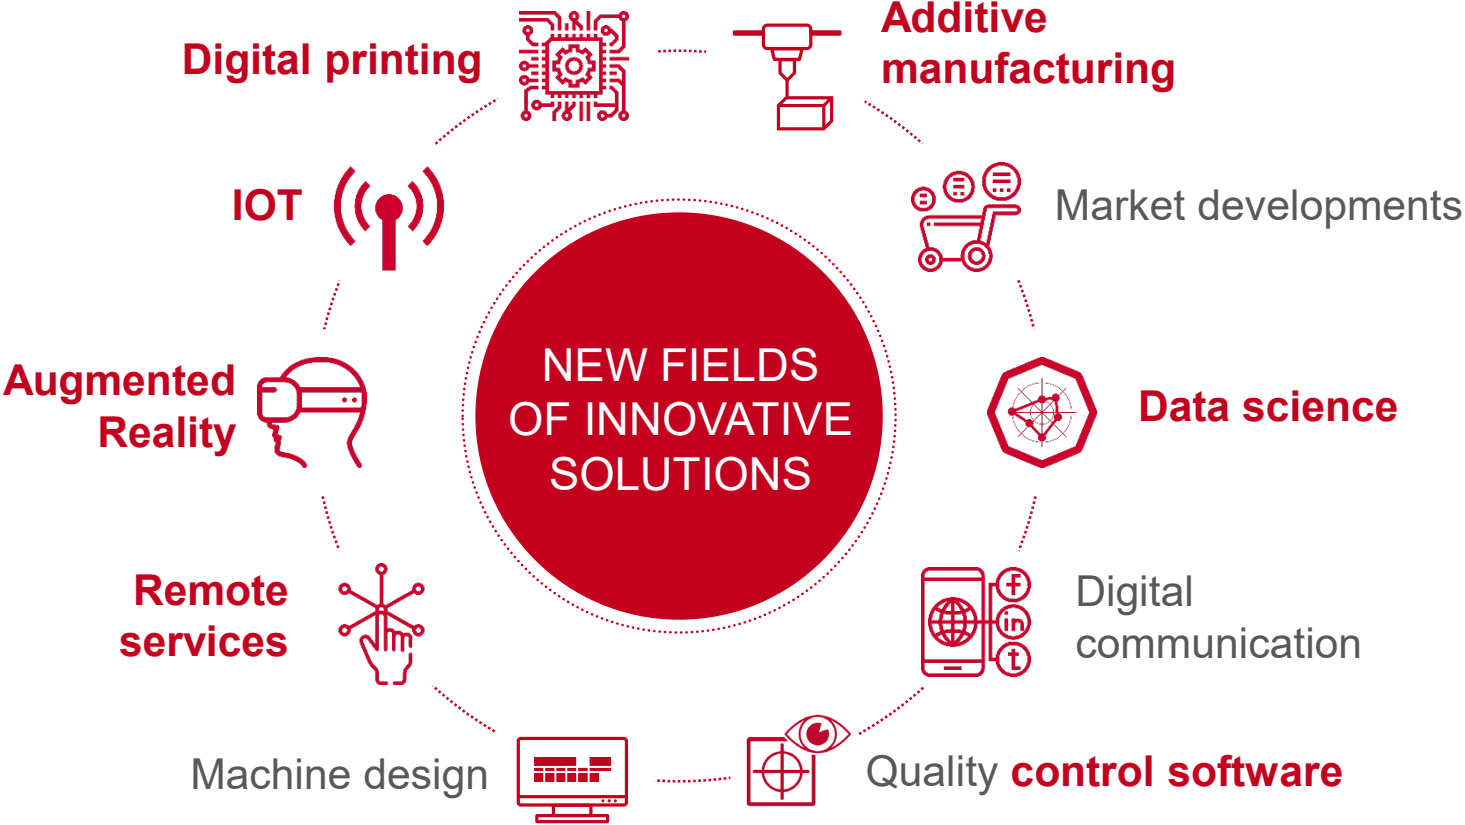 Digital printing
Additive
manufacturing
IOT
Market developments
Augmented
Reality
NEW FIELDS
OF INNOVATIVE
SOLUTIONS
Data science
Remote
services
Digital
communication
f
in
t
Machine design
Quality control software